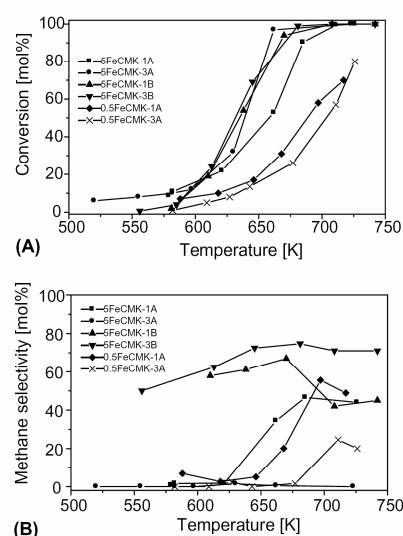 Conversion [mol%]
100
80
60
40
20
0
5FeCMK-1A
5FeCMK-3A
5FeCMK-1B
5FeCMK-3B
0.5FeCMK-1A
0.5FeCMK-3A
500 550 600 650 700 750
(A) Temperature [K]
Methane selectivity [mol%]
100
80
60
40
20
0
5FeCMK-1A
5FeCMK-3A
5FeCMK-1B
5FeCMK-3B
0.5FeCMK-1A
0.5FeCMK-3A
500 550 600 650 700 750
(B) Temperature [K]